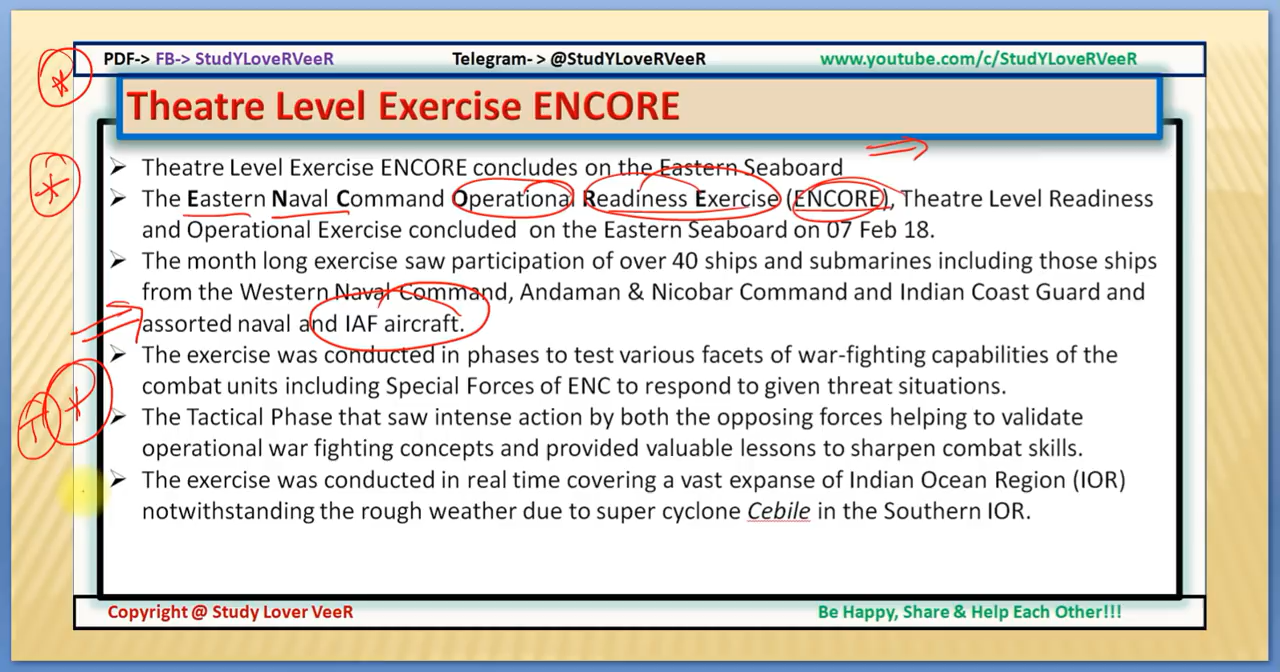 PDF-> FB-> StudYLoveRVeeR Telegram- > @StudYLoveRVeeR www.youtube.com/c/StudYLoveRVeeR
Theatre Level Exercise ENCORE
➢ Theatre Level Exercise ENCORE concludes on the Eastern Seaboard
➢ The Eastern Naval Command Operational Readiness Exercise (ENCORE), Theatre Level Readiness
and Operational Exercise concluded on the Eastern Seaboard on 07 Feb 18.
➢ The month long exercise saw participation of over 40 ships and submarines including those ships
from the Western Naval Command, Andaman & Nicobar Command and Indian Coast Guard and
assorted naval and IAF aircraft.
➢ The exercise was conducted in phases to test various facets of war-fighting capabilities of the
combat units including Special Forces of ENC to respond to given threat situations.
➢ The Tactical Phase that saw intense action by both the opposing forces helping to validate
operational war fighting concepts and provided valuable lessons to sharpen combat skills.
➢ The exercise was conducted in real time covering a vast expanse of Indian Ocean Region (IOR)
notwithstanding the rough weather due to super cyclone Cebile in the Southern IOR.
Copyright @ Study Lover VeeR Be Happy, Share & Help Each Other!!!